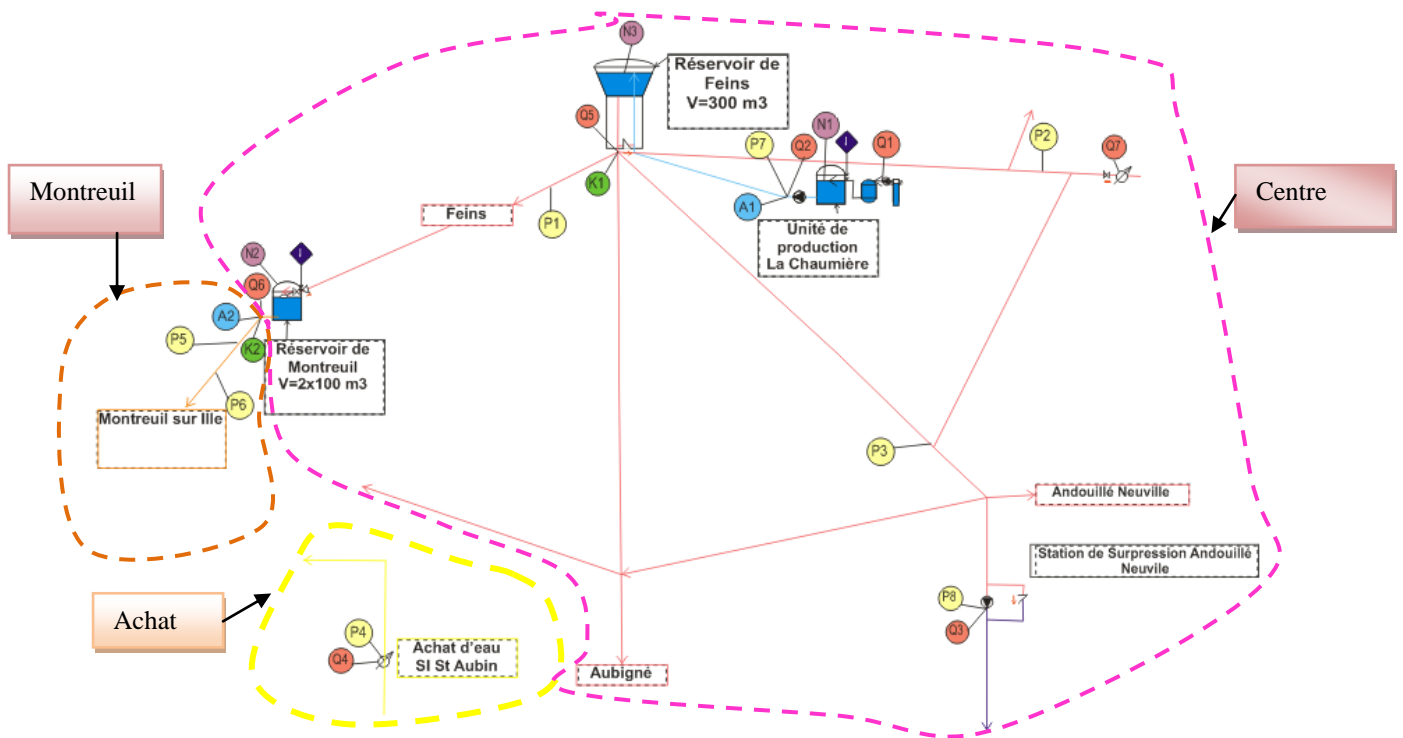 N3
Réservoir de
Feins
V=300 m3
Q5
K1
P7
Q2
N1
I
Q1
P2
Q7
A1
Unité de
production
La Chaumière
Centre
Montreuil
Feins
P1
N2
I
Q6
A2
P5
K2
Réservoir de
Montreuil
V=2x100 m3
P6
Montreuil sur Ille
P3
Andouillé Neuville
Station de Surpression Andouillé
Neuvile
P8
Q3
Achat
P4
Q4
Achat d'eau
SI St Aubin
Aubigné